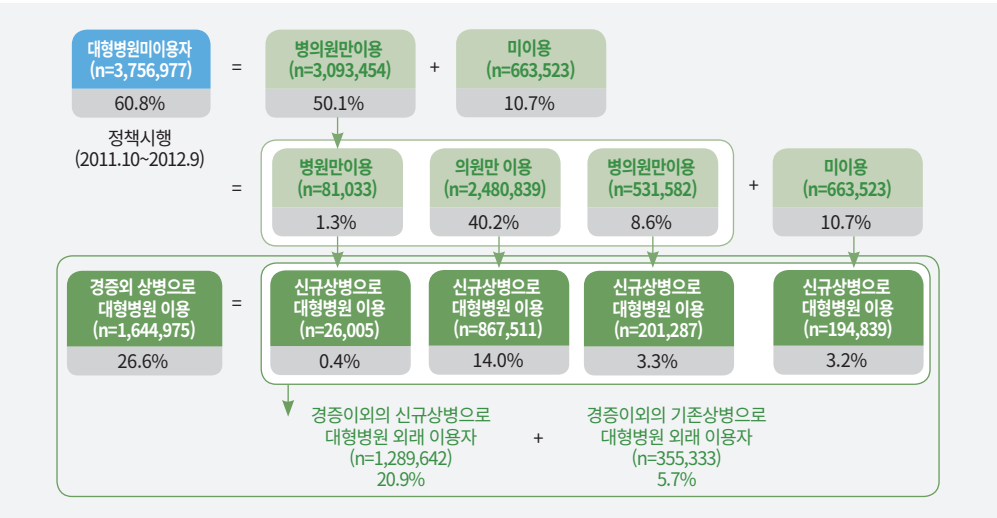 대형병원미이용자
(n=3,756,977)
60.8%
=
병의원만이용
(n=3,093,454)
50.1%
+
미이용
(n=663,523)
10.7%
정책시행
(2011.10~2012.9)
=
병원만이용
(n=81,033)
1.3%
의원만 이용
(n=2,480,839)
40.2%
병의원만이용
(n=531,582)
8.6%
+
미이용
(n=663,523)
10.7%
경증외 상병으로
대형병원 이용
(n=1,644,975)
26.6%
=
신규상병으로
대형병원 이용
(n=26,005)
0.4%
신규상병으로
대형병원 이용
(n=867,511)
14.0%
신규상병으로
대형병원 이용
(n=201,287)
3.3%
신규상병으로
대형병원 이용
(n=194,839)
3.2%
경증이외의 신규상병으로
대형병원 외래 이용자
(n=1,289,642)
20.9%
+
경증이외의 기존상병으로
대형병원 외래 이용자
(n=355,333)
5.7%